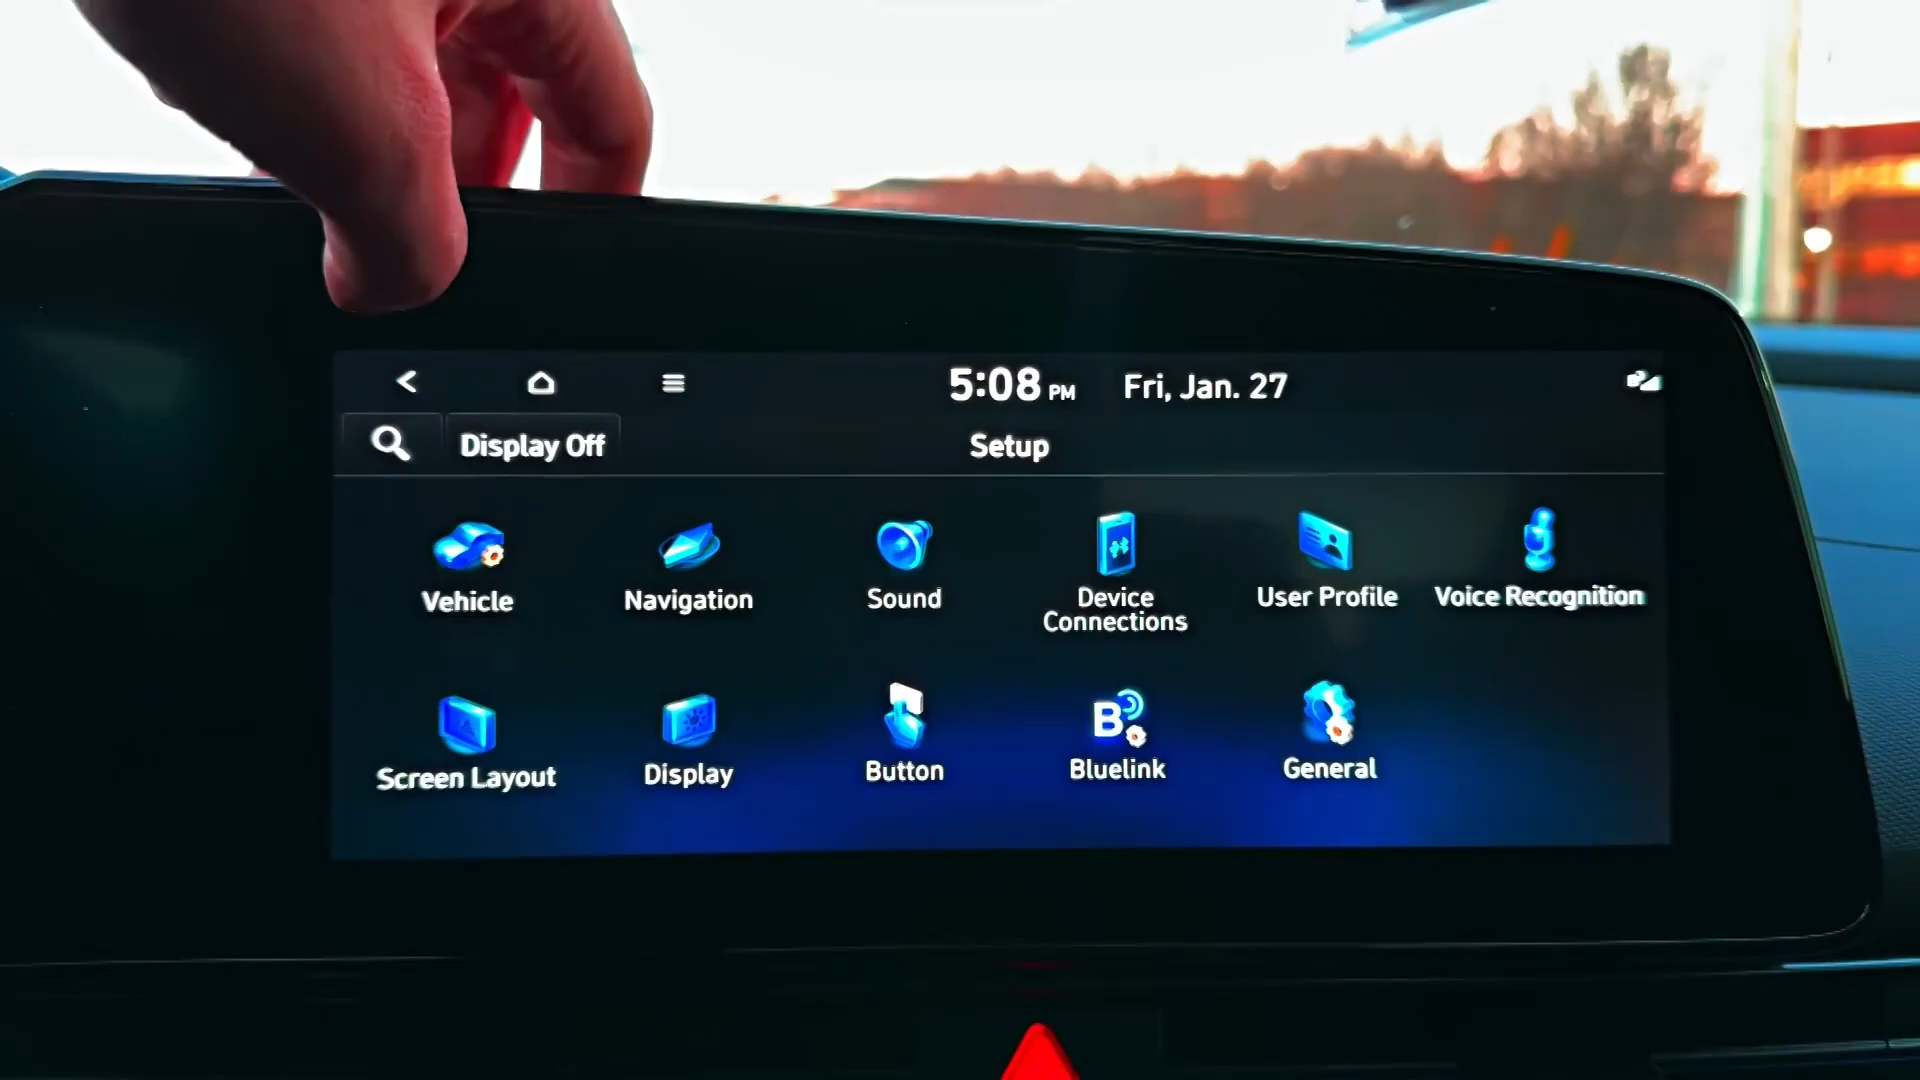 5:08 PM Fri, Jan. 27
Display Off Setup
Vehicle Navigation Sound Device Connections User Profile Voice Recognition
Screen Layout Display Button B Bluelink General